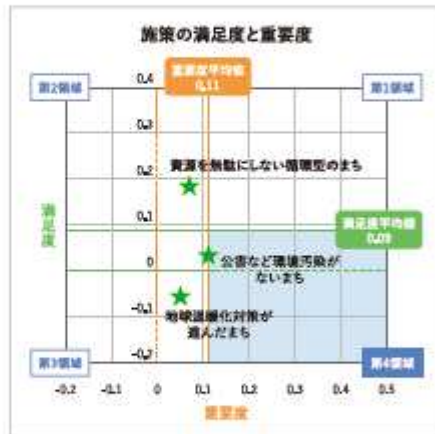 施策の満足度と重要度
重要度平均値
0.11
第2領域
第1領域
0.4
0.3
0.2
0.1
0
-0.1
-0.2
資源を無駄にしない循環型のまち
満足度平均値
0.09
満足度
公害など環境汚染が
ないまち
地球温暖化対策が
進んだまち
第3領域
第4領域
-0.2 -0.1 0 0.1 0.2 0.3 0.4 0.5
重要度